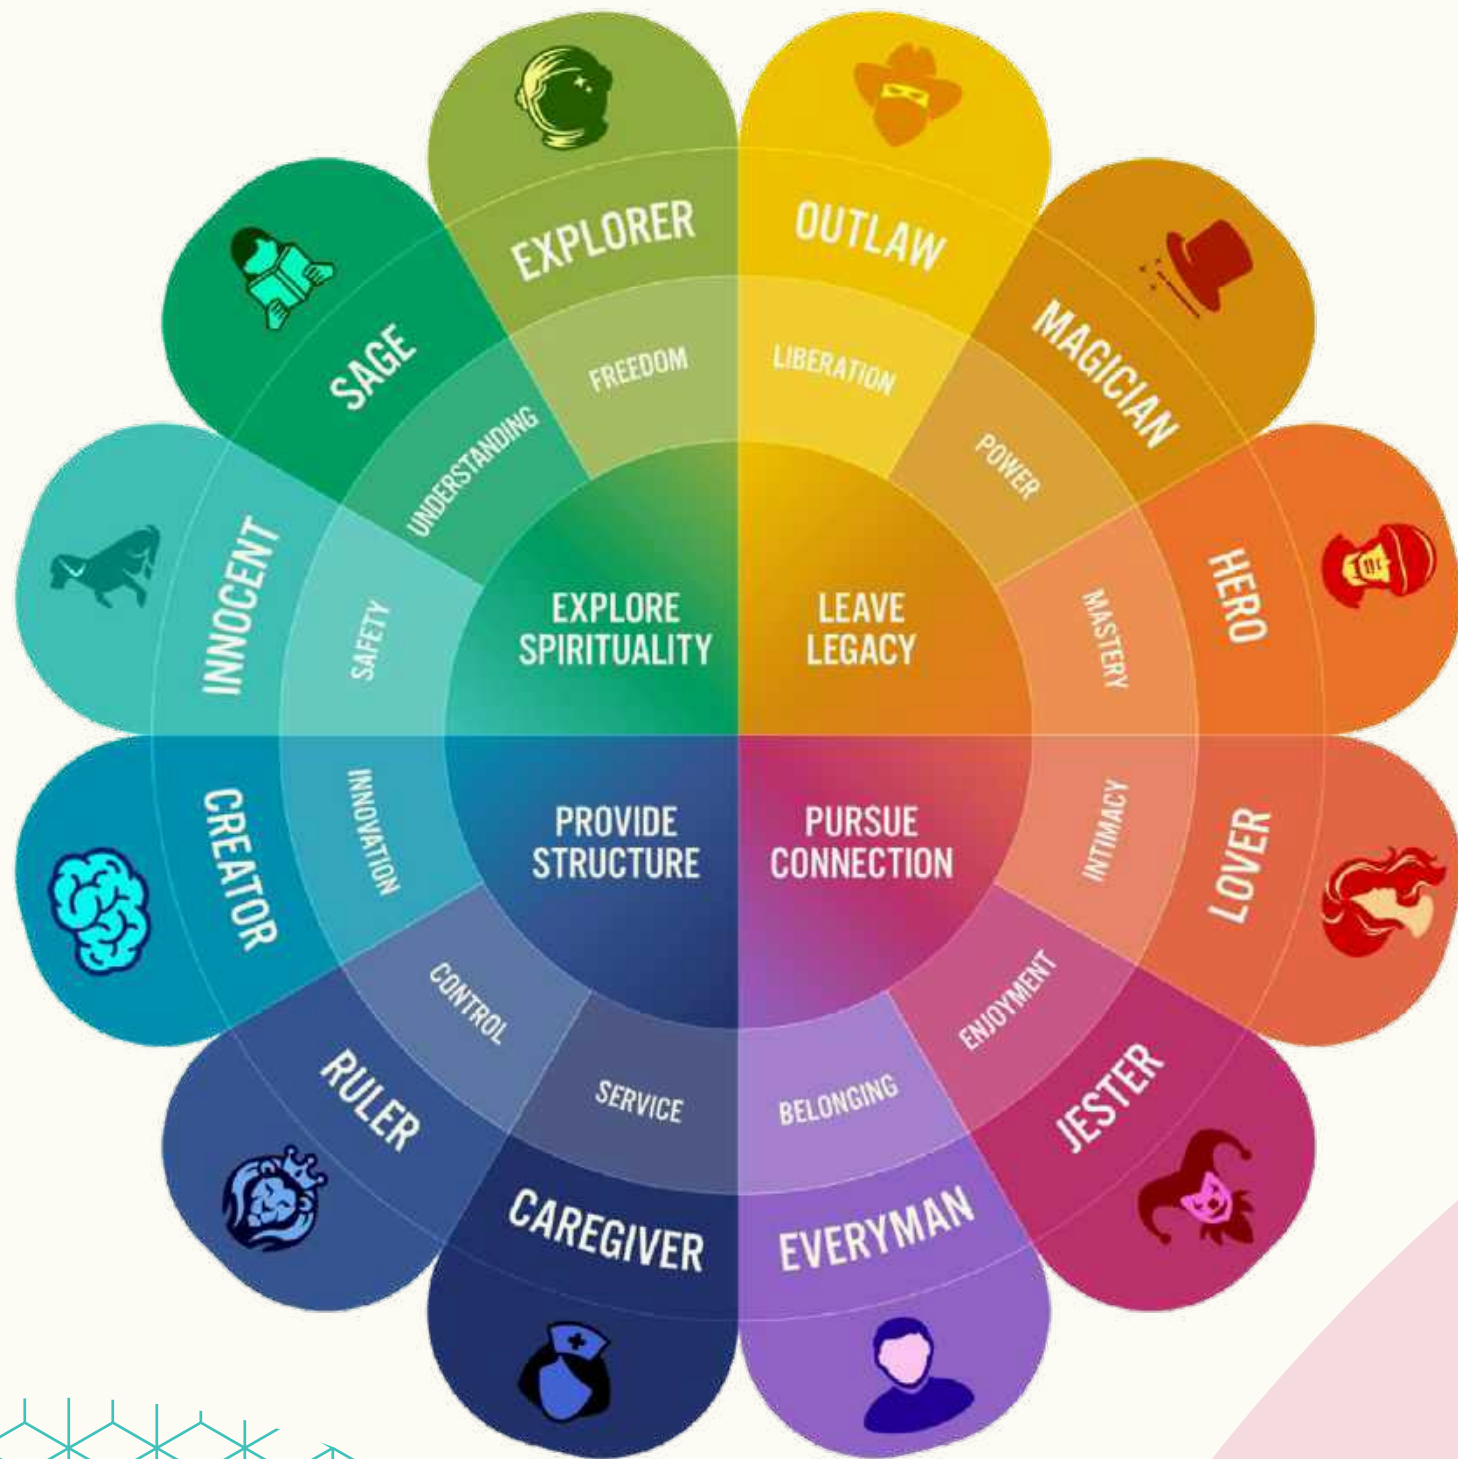 EXPLORER
OUTLAW
MAGICIAN
HERO
LOVER
JESTER
EVERYMAN
CAREGIVER
RULER
CREATOR
INNOCENT
SAGE
FREEDOM
LIBERATION
POWER
MASTERY
INTIMACY
ENJOYMENT
BELONGING
SERVICE
CONTROL
INNOVATION
SAFETY
UNDERSTANDING
EXPLORE
SPIRITUALITY
LEAVE
LEGACY
PROVIDE
STRUCTURE
PURSUE
CONNECTION